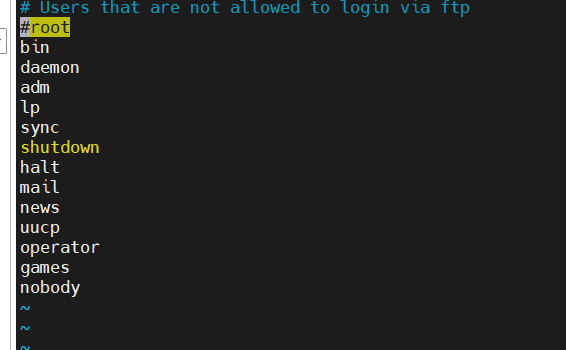 # Users that are not allowed to login via ftp
#root
bin
daemon
adm
lp
sync
shutdown
halt
mail
news
uucp
operator
games
nobody
~
~
~